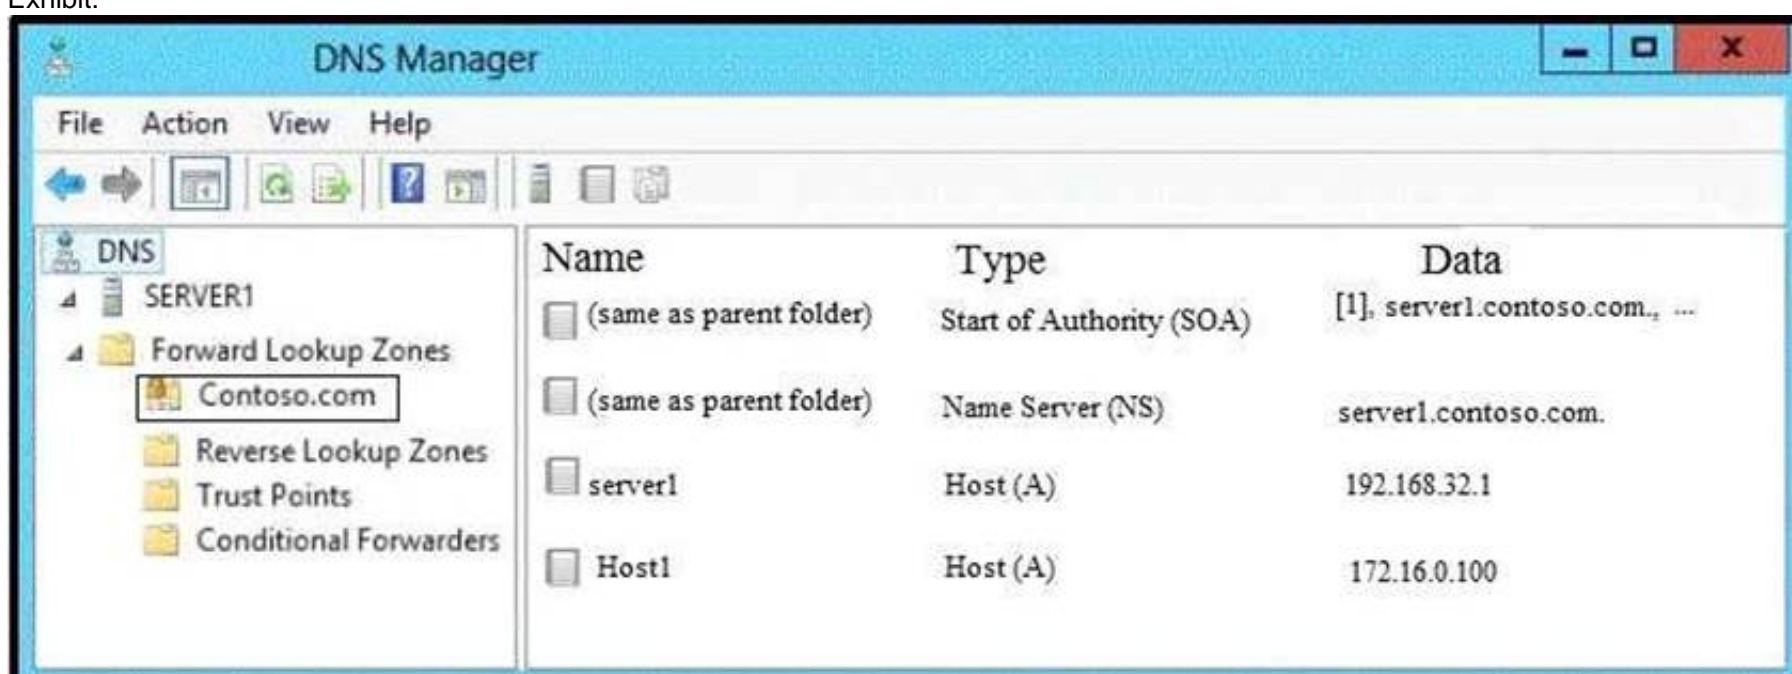 Exhibit:
DNS Manager
File Action View Help
DNS
SERVER1
Forward Lookup Zones
Contoso.com
Reverse Lookup Zones
Trust Points
Conditional Forwarders
Name Type Data
(same as parent folder) Start of Authority (SOA) [1], server1.contoso.com., ...
(same as parent folder) Name Server (NS) server1.contoso.com.
server1 Host (A) 192.168.32.1
Host1 Host (A) 172.16.0.100